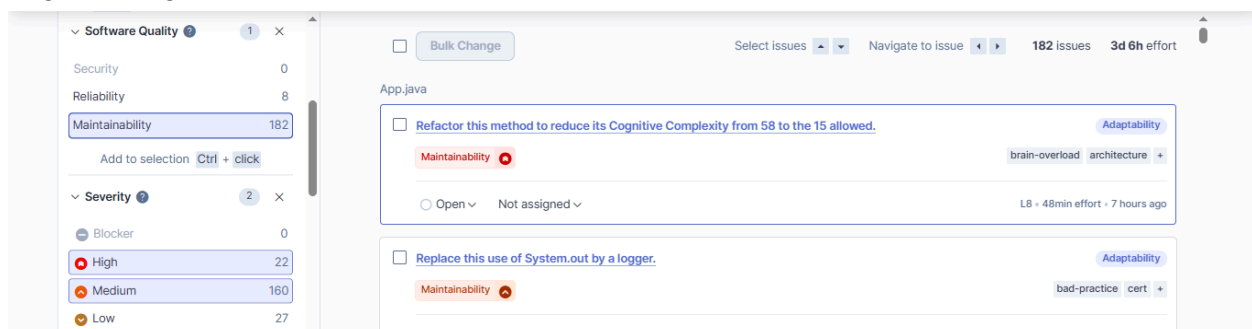 Software Quality ? 1 ×
Security 0
Reliability 8
Maintainability 182
Add to selection Ctrl + click
Severity ? 2 ×
Blocker 0
High 22
Medium 160
Low 27
Bulk Change Select issues Navigate to issue 182 issues 3d 6h effort
App.java
Refactor this method to reduce its Cognitive Complexity from 58 to the 15 allowed. Adaptability
Maintainability brain-overload architecture +
Open Not assigned L8 • 48min effort • 7 hours ago
Replace this use of System.out by a logger. Adaptability
Maintainability bad-practice cert +